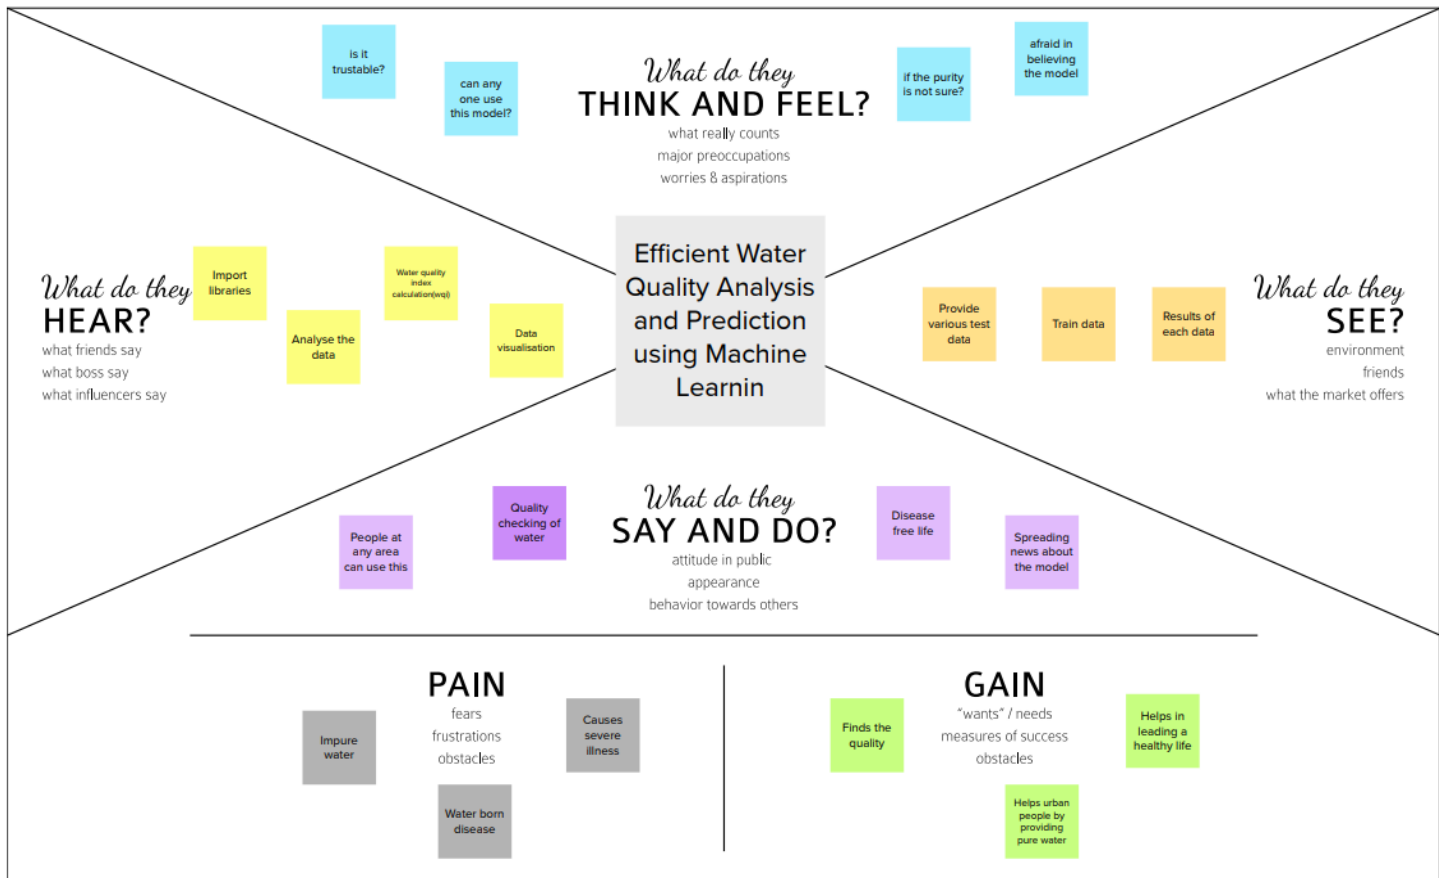 is it
trustable?
can any
one use
this model?
What do they
THINK AND FEEL?
what really counts
major preoccupations
worries & aspirations
if the purity
is not sure?
afraid in
believing
the model
What do they
HEAR?
what friends say
what boss say
what influencers say
Import
libraries
Analyse the
data
Water quality
index
calculation(wqi)
Data
visualisation
Efficient Water
Quality Analysis
and Prediction
using Machine
Learnin
Provide
various test
data
Train data
Results of
each data
What do they
SEE?
environment
friends
what the market offers
People at
any area
can use this
Quality
checking of
water
What do they
SAY AND DO?
attitude in public
appearance
behavior towards others
Disease
free life
Spreading
news about
the model
PAIN
fears
frustrations
obstacles
Impure
water
Water born
disease
Causes
severe
illness
GAIN
"wants" / needs
measures of success
obstacles
Finds the
quality
Helps urban
people by
providing
pure water
Helps in
leading a
healthy life